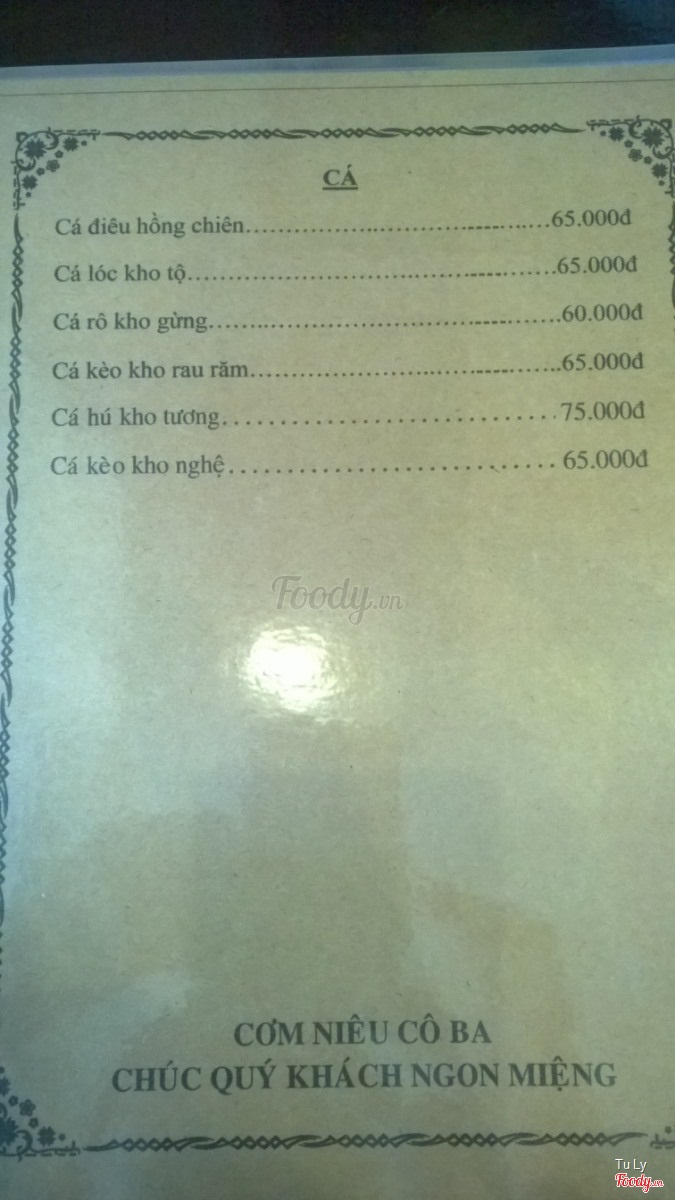 CÁ
Cá điêu hồng chiên..............................................65.000đ
Cá lóc kho tộ.......................................................65.000đ
Cá rô kho gừng....................................................60.000đ
Cá kèo kho rau răm..............................................65.000đ
Cá hú kho tương................................75.000đ
Cá kèo kho nghệ................................65.000đ
Foody.vn
CƠM NIÊU CÔ BA
CHÚC QUÝ KHÁCH NGON MIỆNG
Tu Ly
Foody.vn